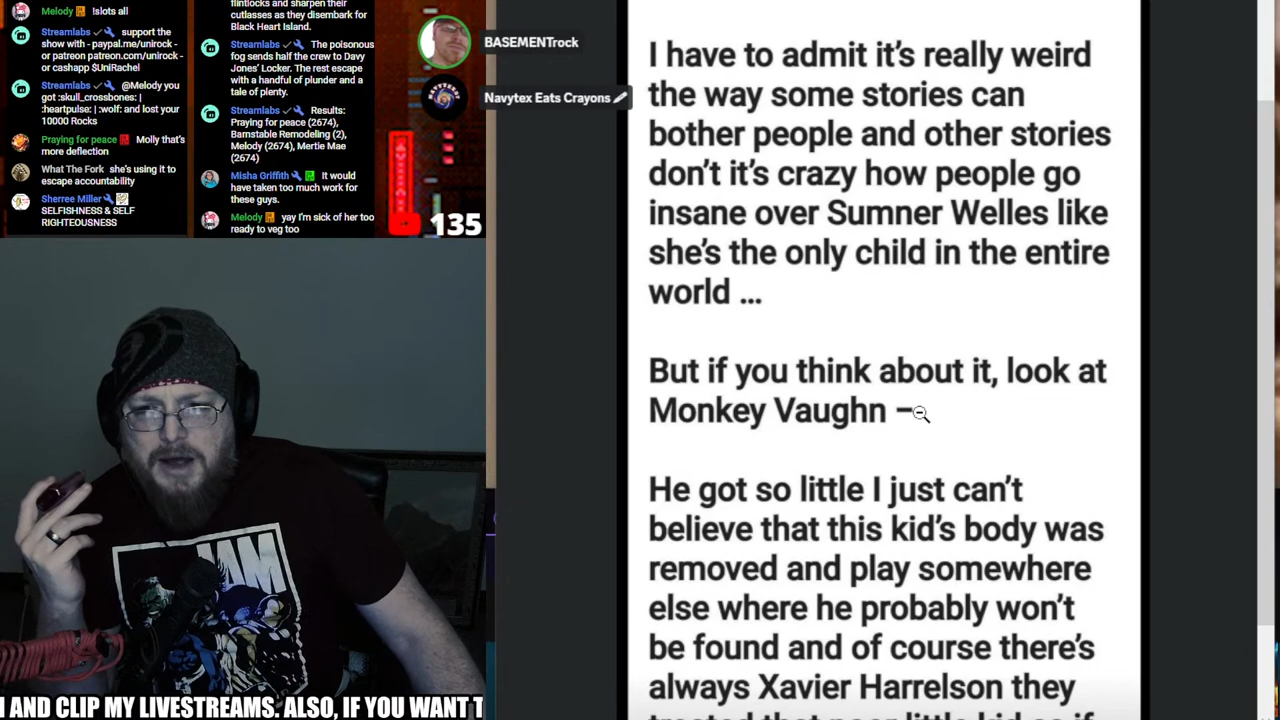 Melody !slots all
Streamlabs support the
show with - paypal.me/unirock -
or patreon patreon.com/unirock-
or cashapp $UniRachel
Streamlabs @Melody you
got :skull_crossbones: |
:heartpulse: | :wolf: and lost your
10000 Rocks
Praying for peace Molly that's
more deflection
What The Fork she's using it to
escape accountability
Sherree Miller
SELFISHNESS & SELF
RIGHTEOUSNESS
flintlocks and sharpen their
cutlasses as they disembark for
Black Heart Island.
Streamlabs The poisonous
fog sends half the crew to Davy
Jones' Locker. The rest escape
with a handful of plunder and a
tale of plenty.
Streamlabs Results:
Praying for peace (2674),
Barnstable Remodeling (2),
Melody (2674), Mertie Mae
(2674)
Misha Griffith It would
have taken too much work for
these guys.
Melody yay I'm sick of her too
ready to veg too
135
BASEMENTrock
Navytex Eats Crayons
I have to admit it's really weird
the way some stories can
bother people and other stories
don't it's crazy how people go
insane over Sumner Welles like
she's the only child in the entire
world ...
But if you think about it, look at
Monkey Vaughn –
He got so little I just can't
believe that this kid's body was
removed and play somewhere
else where he probably won't
be found and of course there's
always Xavier Harrelson they
treated that poor little kid as if
JAM
I AND CLIP MY LIVESTREAMS. ALSO, IF YOU WANT T